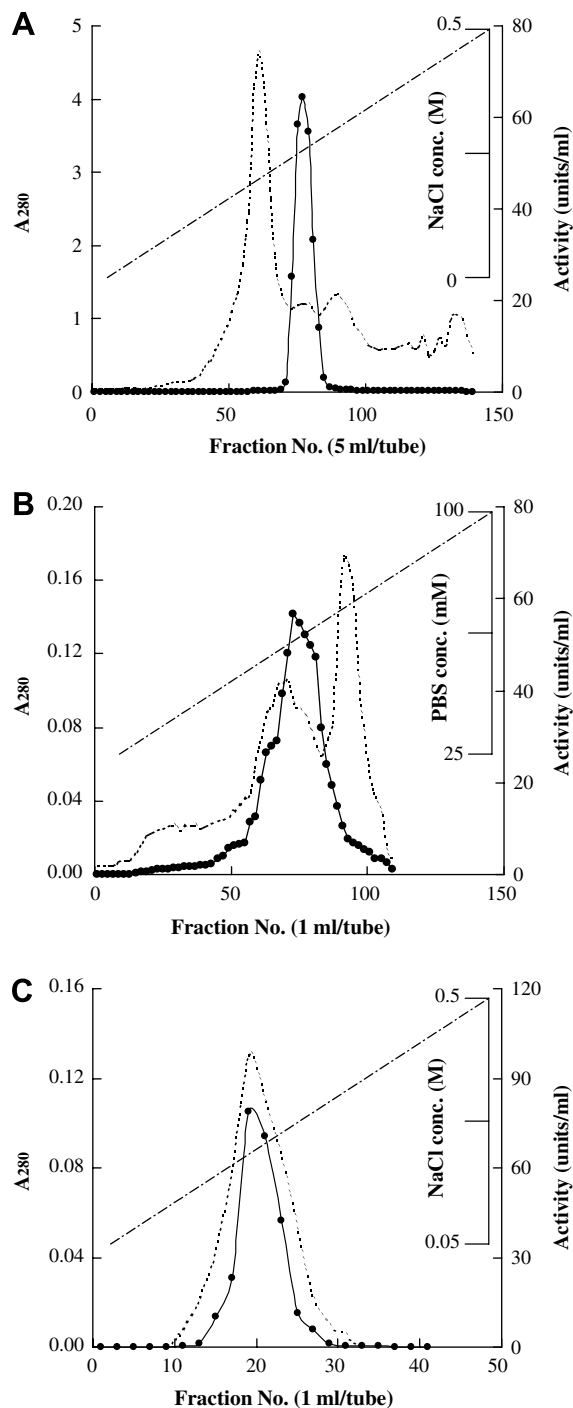 A
5
4
3
2
1
0
A280
0.5
0
NaCl conc. (M)
80
60
40
20
0
Activity (units/ml)
0 50 100 150
Fraction No. (5 ml/tube)
B
0.20
0.16
0.12
0.08
0.04
0.00
A280
100
25
PBS conc. (mM)
80
60
40
20
0
Activity (units/ml)
0 50 100 150
Fraction No. (1 ml/tube)
C
0.16
0.12
0.08
0.04
0.00
A280
0.5
0.05
NaCl conc. (M)
120
90
60
30
0
Activity (units/ml)
0 10 20 30 40 50
Fraction No. (1 ml/tube)